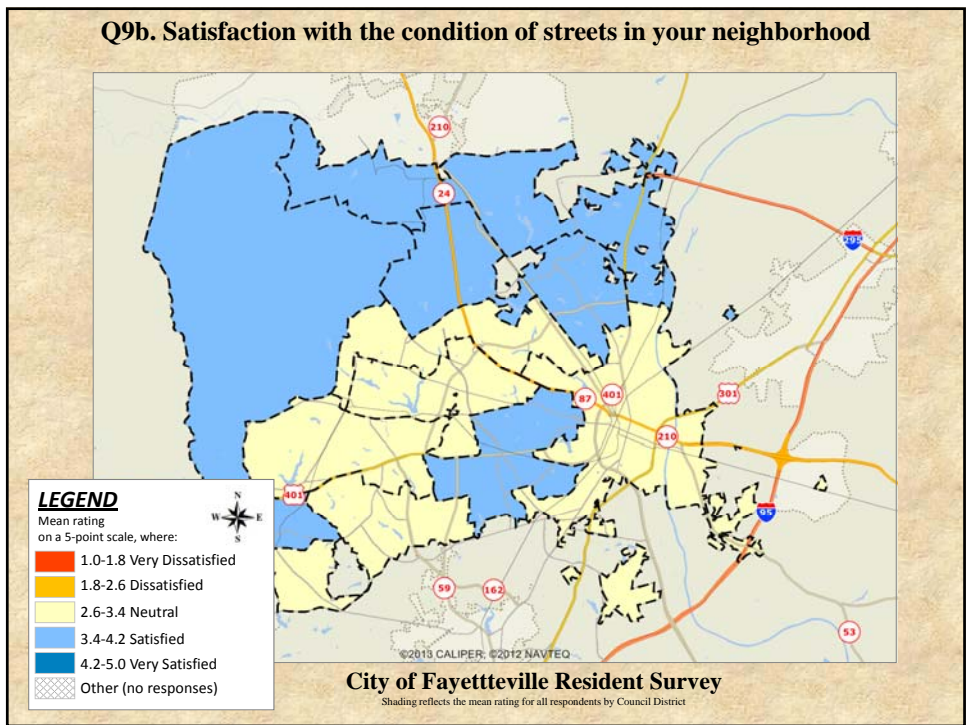 Q9b. Satisfaction with the condition of streets in your neighborhood
210
24
295
87
401
301
210
401
95
59
162
53
LEGEND
Mean rating
on a 5-point scale, where:
N
W E
S
1.0-1.8 Very Dissatisfied
1.8-2.6 Dissatisfied
2.6-3.4 Neutral
3.4-4.2 Satisfied
4.2-5.0 Very Satisfied
Other (no responses)
©2013 CALIPER; ©2012 NAVTEQ
City of Fayettteville Resident Survey
Shading reflects the mean rating for all respondents by Council District